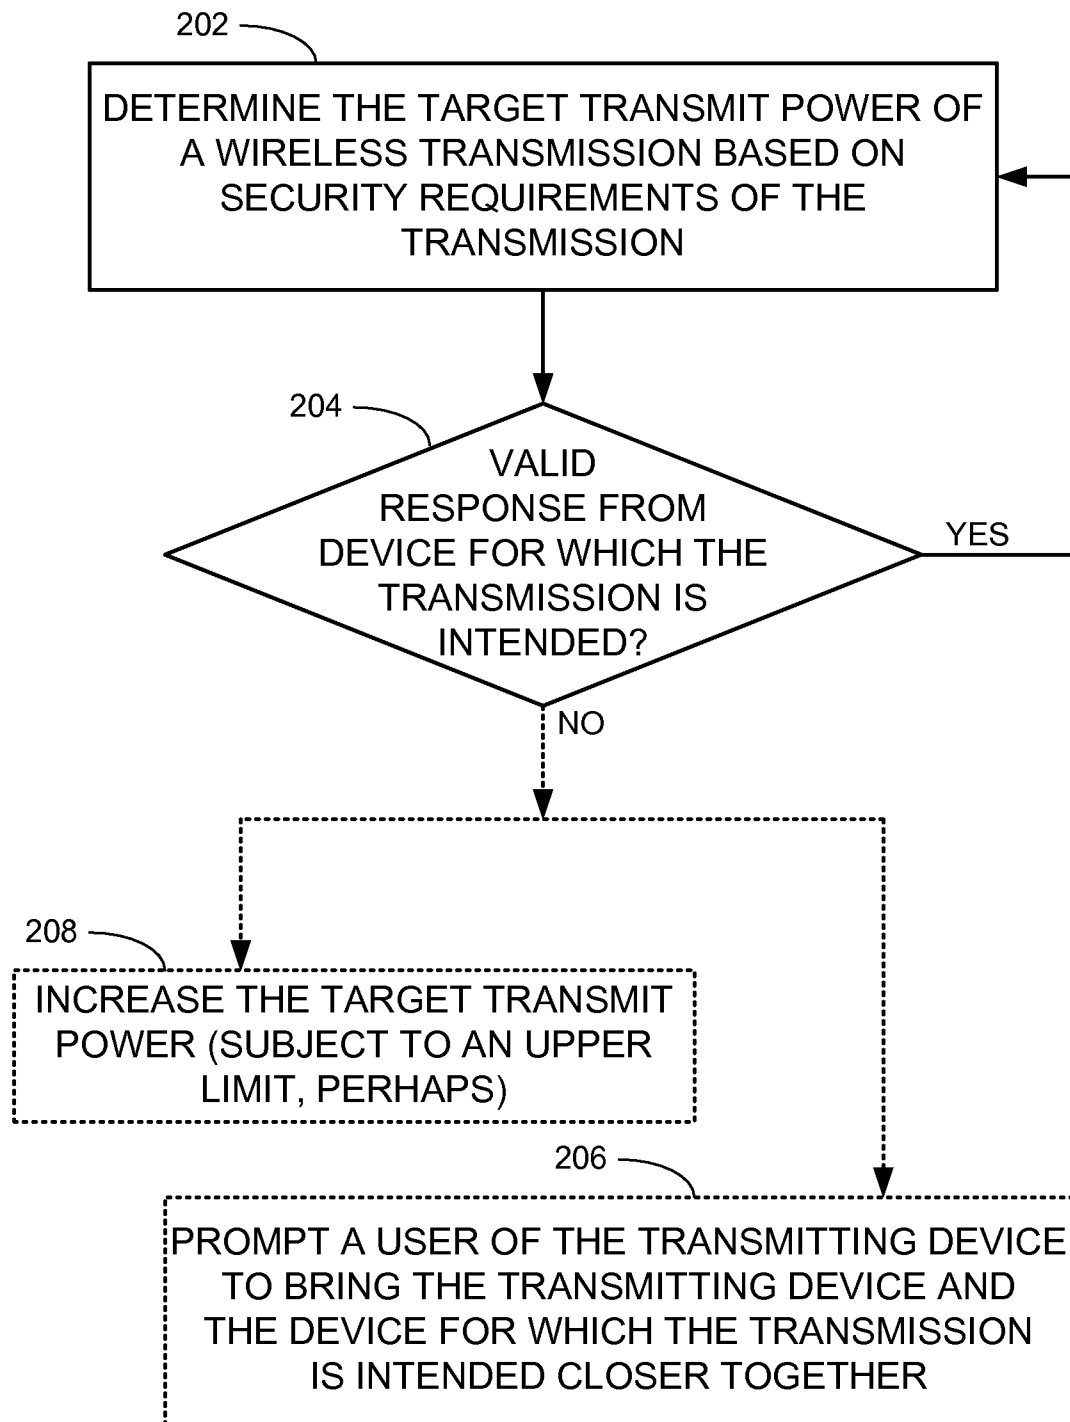 202
DETERMINE THE TARGET TRANSMIT POWER OF
A WIRELESS TRANSMISSION BASED ON
SECURITY REQUIREMENTS OF THE
TRANSMISSION
204
VALID
RESPONSE FROM
DEVICE FOR WHICH THE
TRANSMISSION IS
INTENDED?
YES
NO
208
INCREASE THE TARGET TRANSMIT
POWER (SUBJECT TO AN UPPER
LIMIT, PERHAPS)
206
PROMPT A USER OF THE TRANSMITTING DEVICE
TO BRING THE TRANSMITTING DEVICE AND
THE DEVICE FOR WHICH THE TRANSMISSION
IS INTENDED CLOSER TOGETHER